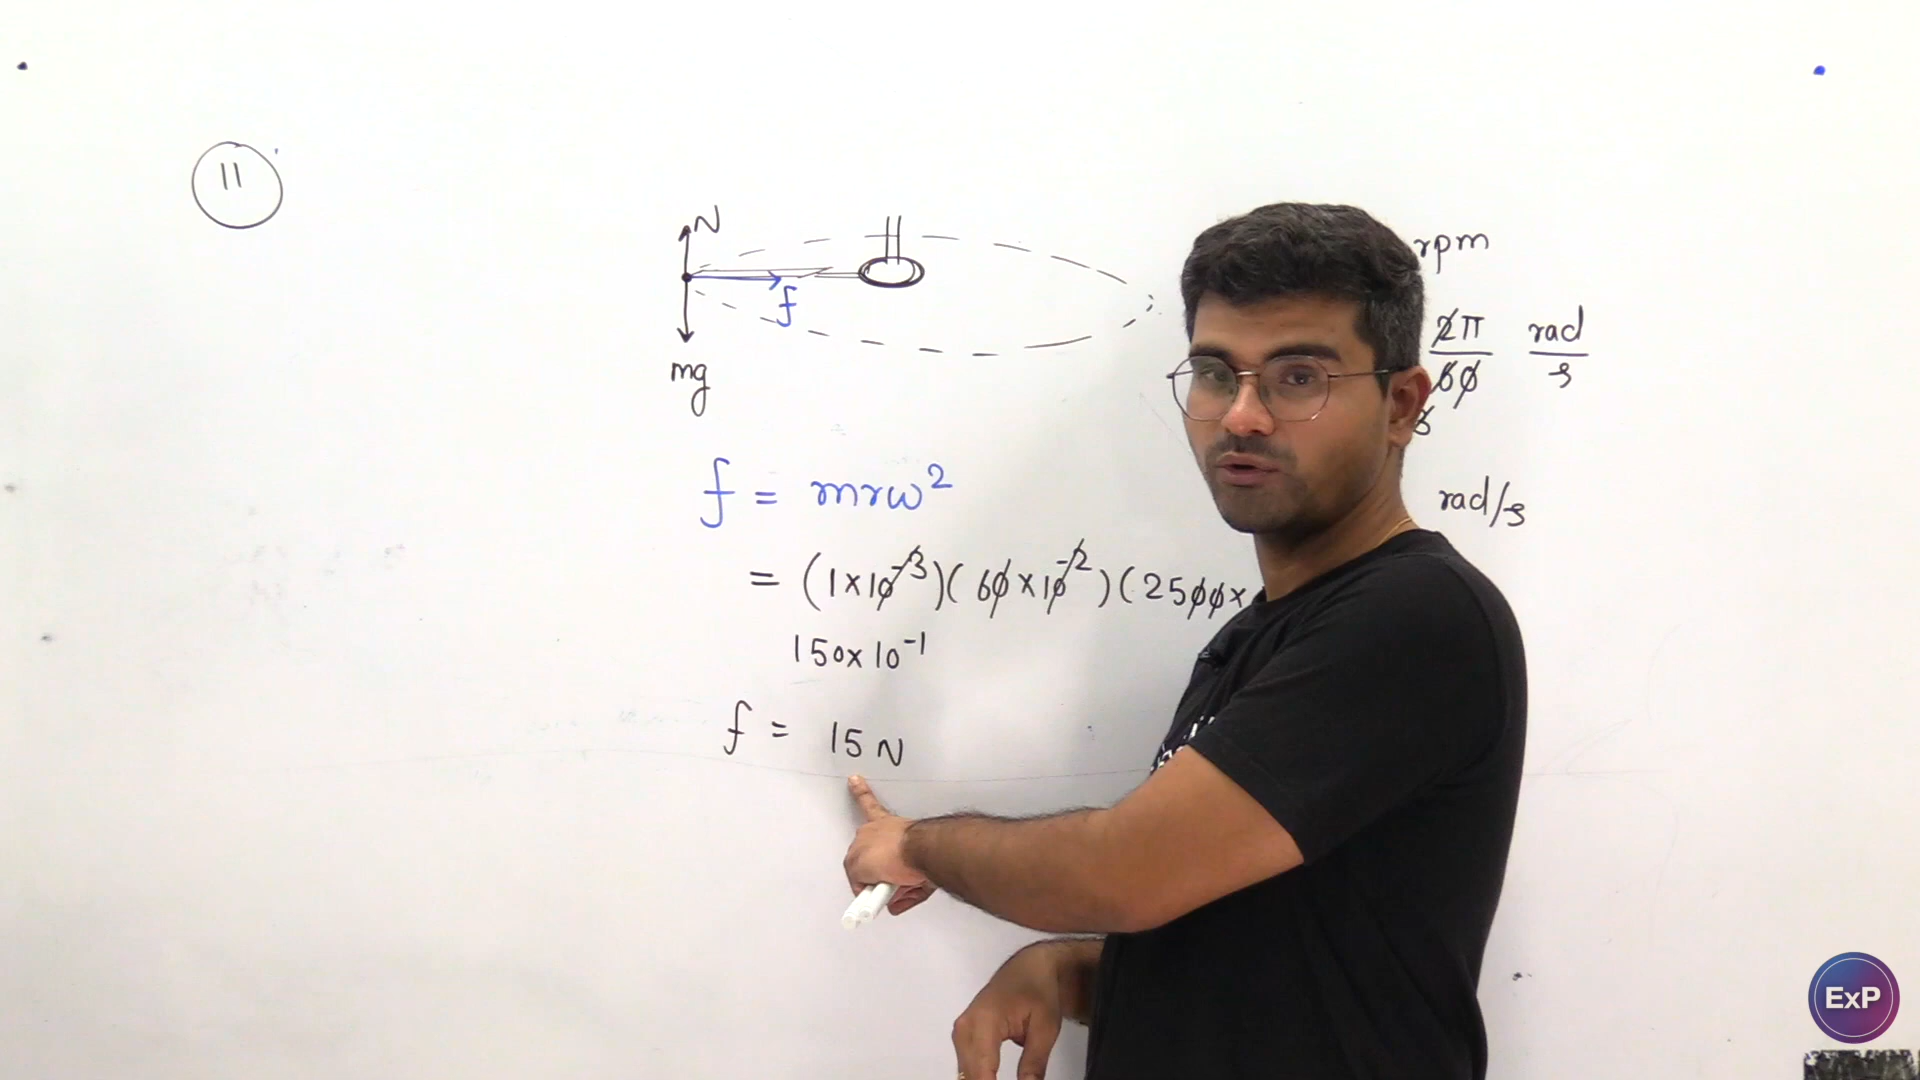 11
N
rpm
f
2π rad
60 s
3
mg
f = mrω² rad/s
= (1×10⁻³)(60×10⁻²)(2500×
150×10⁻¹
f = 15 N
ExP